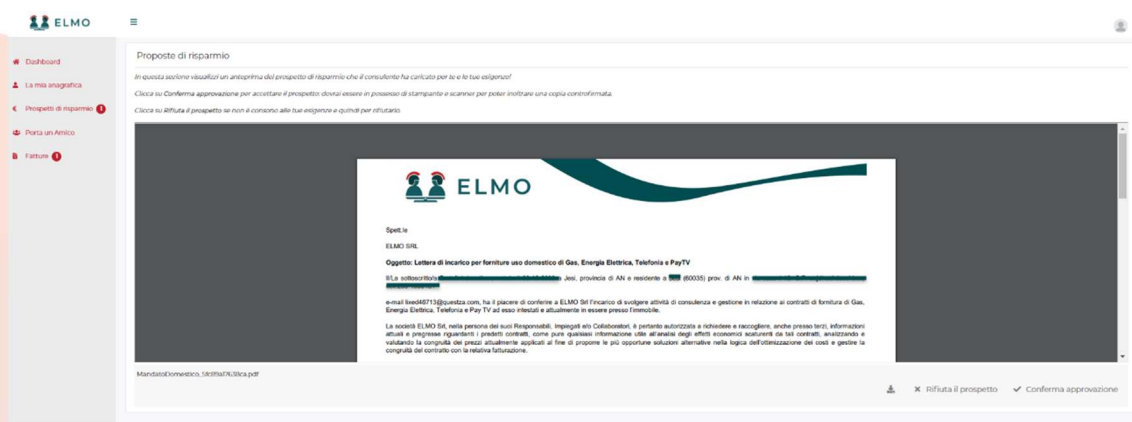 ELMO
Dashboard
La mia anagrafica
Prospetti di risparmio 1
Porta un Amico
Fatture 1
Proposte di risparmio
In questa sezione visualizzi un anteprima del prospetto di risparmio che il consulente ha caricato per te e le tue esigenze!
Clicca su Conferma approvazione per accettare il prospetto: dovrai essere in possesso di stampante e scanner per poter inoltrare una copia controfirmata.
Clicca su Rifiuta il prospetto se non è consono alle tue esigenze e quindi per rifiutarlo.
ELMO
Spett.le
ELMO SRL
Oggetto: Lettera di incarico per forniture uso domestico di Gas, Energia Elettrica, Telefonia e PayTV
Il/La sottoscritto/a Jesi, provincia di AN e residente a (60035) prov. di AN in
e-mail lixed46713@questza.com, ha il piacere di conferire a ELMO Srl l'incarico di svolgere attività di consulenza e gestione in relazione ai contratti di fornitura di Gas,
Energia Elettrica, Telefonia e Pay TV ad esso intestati e attualmente in essere presso l'immobile.
La società ELMO Srl, nella persona dei suoi Responsabili, Impiegati e/o Collaboratori, è pertanto autorizzata a richiedere e raccogliere, anche presso terzi, informazioni
attuali e pregresse riguardanti i predetti contratti, come pure qualsiasi informazione utile all'analisi degli effetti economici scaturenti da tali contratti, analizzando e
valutando la congruità dei prezzi attualmente applicati al fine di proporre le più opportune soluzioni alternative nella logica dell'ottimizzazione dei costi e gestire la
congruità del contratto con la relativa fatturazione.
Rifiuta il prospetto
Conferma approvazione